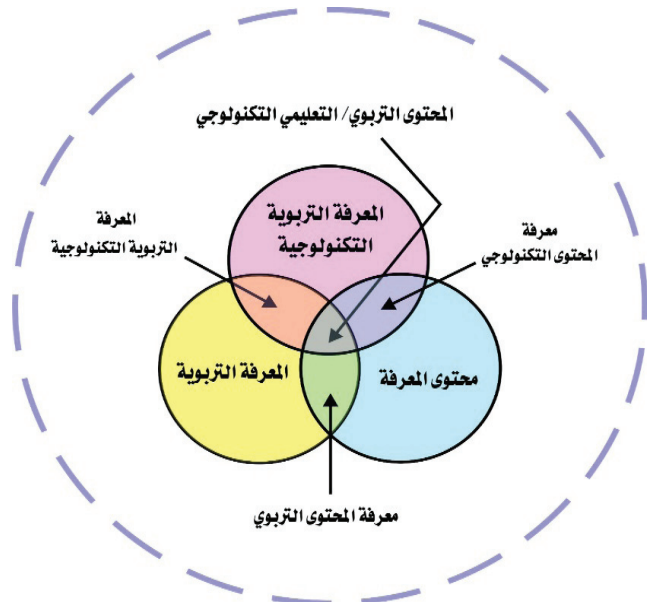 المحتوى التربوي/ التعليمي التكنولوجي
المعرفة التربوية
التكنولوجية
المعرفة
التربوية التكنولوجية
معرفة
المحتوى التكنولوجي
المعرفة التربوية
محتوى المعرفة
معرفة المحتوى التربوي